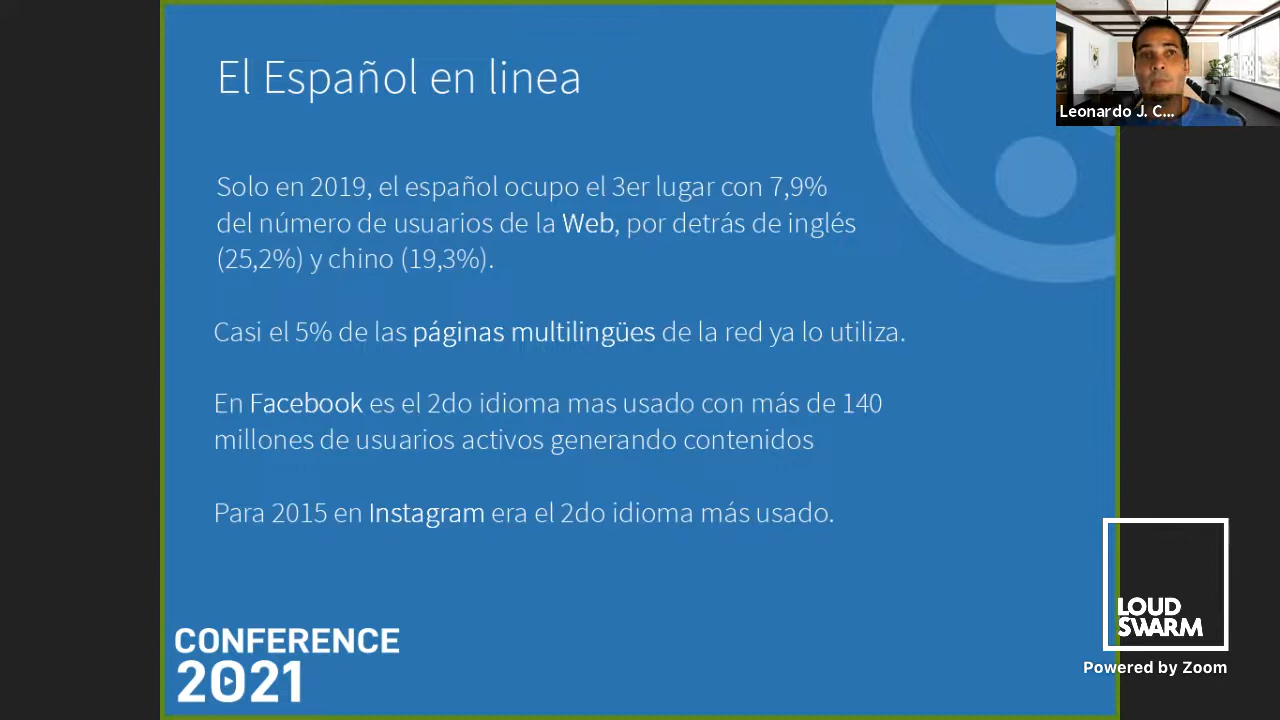 El Español en linea
Leonardo J. C...
Solo en 2019, el español ocupo el 3er lugar con 7,9%
del número de usuarios de la Web, por detrás de inglés
(25,2%) y chino (19,3%).
Casi el 5% de las páginas multilingües de la red ya lo utiliza.
En Facebook es el 2do idioma mas usado con más de 140
millones de usuarios activos generando contenidos
Para 2015 en Instagram era el 2do idioma más usado.
CONFERENCE
2021
LOUD
SWARM
Powered by Zoom